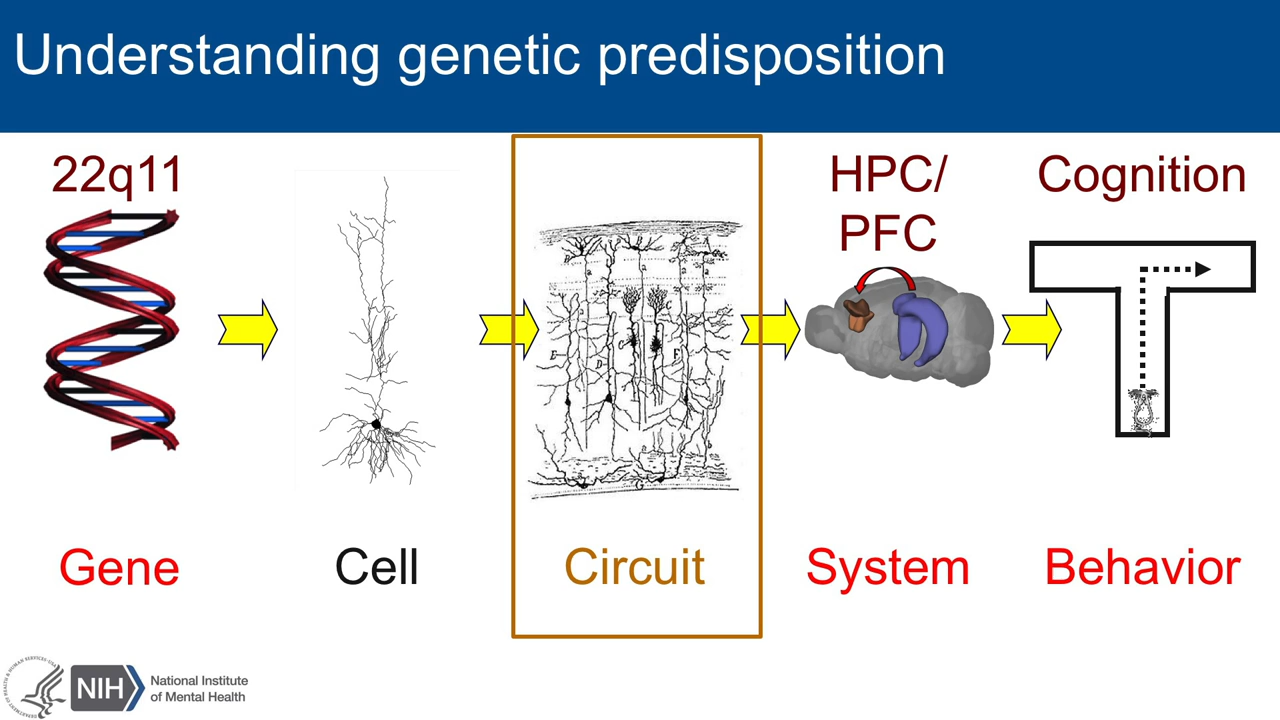 Understanding genetic predisposition
22q11
HPC/
PFC
Cognition
Gene
Cell
Circuit
System
Behavior
NIH
National Institute
of Mental Health